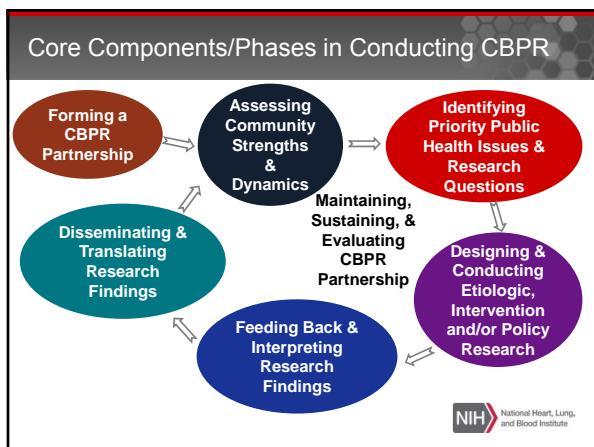 Core Components/Phases in Conducting CBPR
Forming a
CBPR
Partnership
Assessing
Community
Strengths
&
Dynamics
Identifying
Priority Public
Health Issues &
Research
Questions
Maintaining,
Sustaining, &
Evaluating
CBPR
Partnership
Designing &
Conducting
Etiologic,
Intervention
and/or Policy
Research
Feeding Back &
Interpreting
Research
Findings
Disseminating &
Translating
Research
Findings
NIH
National Heart, Lung,
and Blood Institute